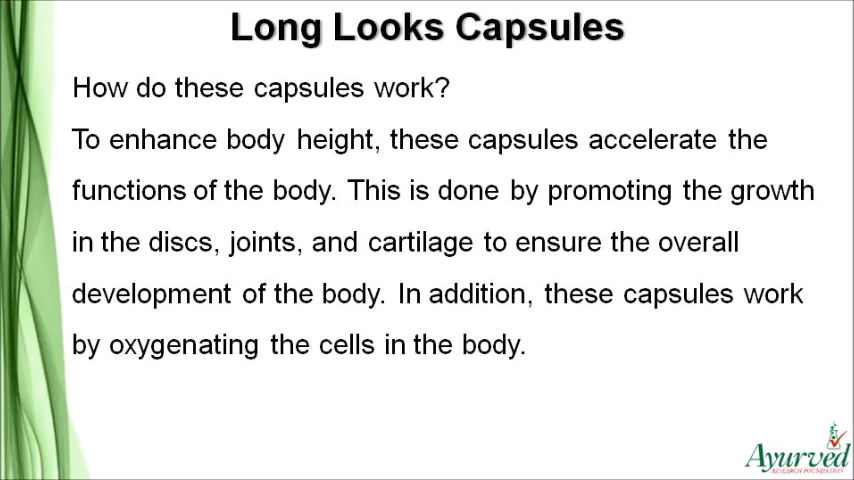 Long Looks Capsules
How do these capsules work?
To enhance body height, these capsules accelerate the
functions of the body. This is done by promoting the growth
in the discs, joints, and cartilage to ensure the overall
development of the body. In addition, these capsules work
by oxygenating the cells in the body.
Ayurved
RESEARCH FOUNDATION